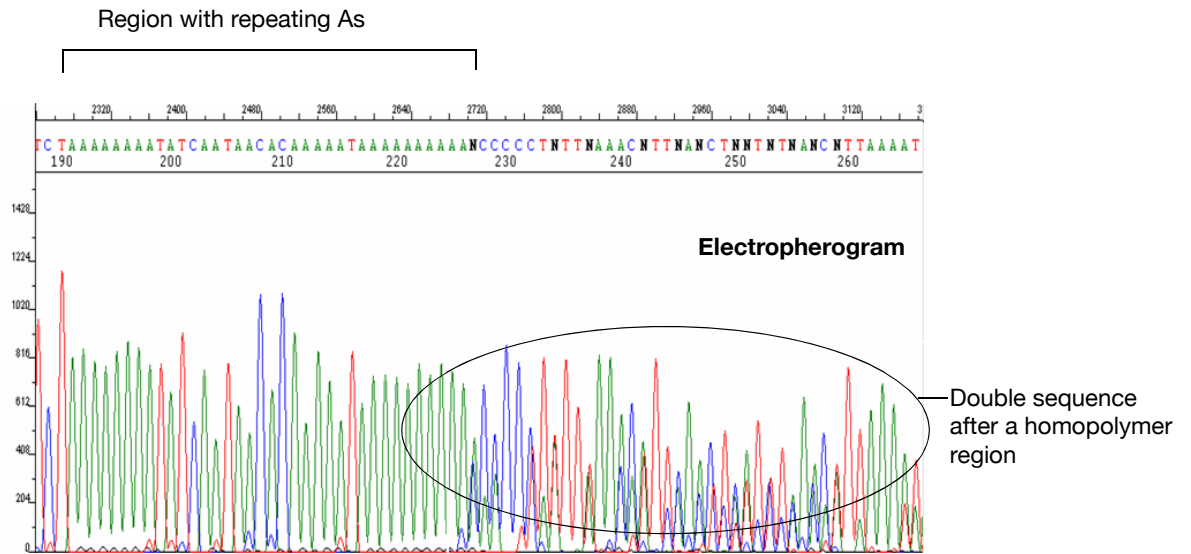 Region with repeating As
2320 2400 2480 2560 2640 2720 2800 2880 2960 3040 3120 3
TCTAAAAAAAATATCAATAACACAAAAATAAAAAAAAAANCCCCCTNTTNAAACNTTNANCTNNTNTNANCNTTAAAAT
190 200 210 220 230 240 250 260
1428
1224
Electropherogram
1020
816
612
408
204
0
Double sequence
after a homopolymer
region